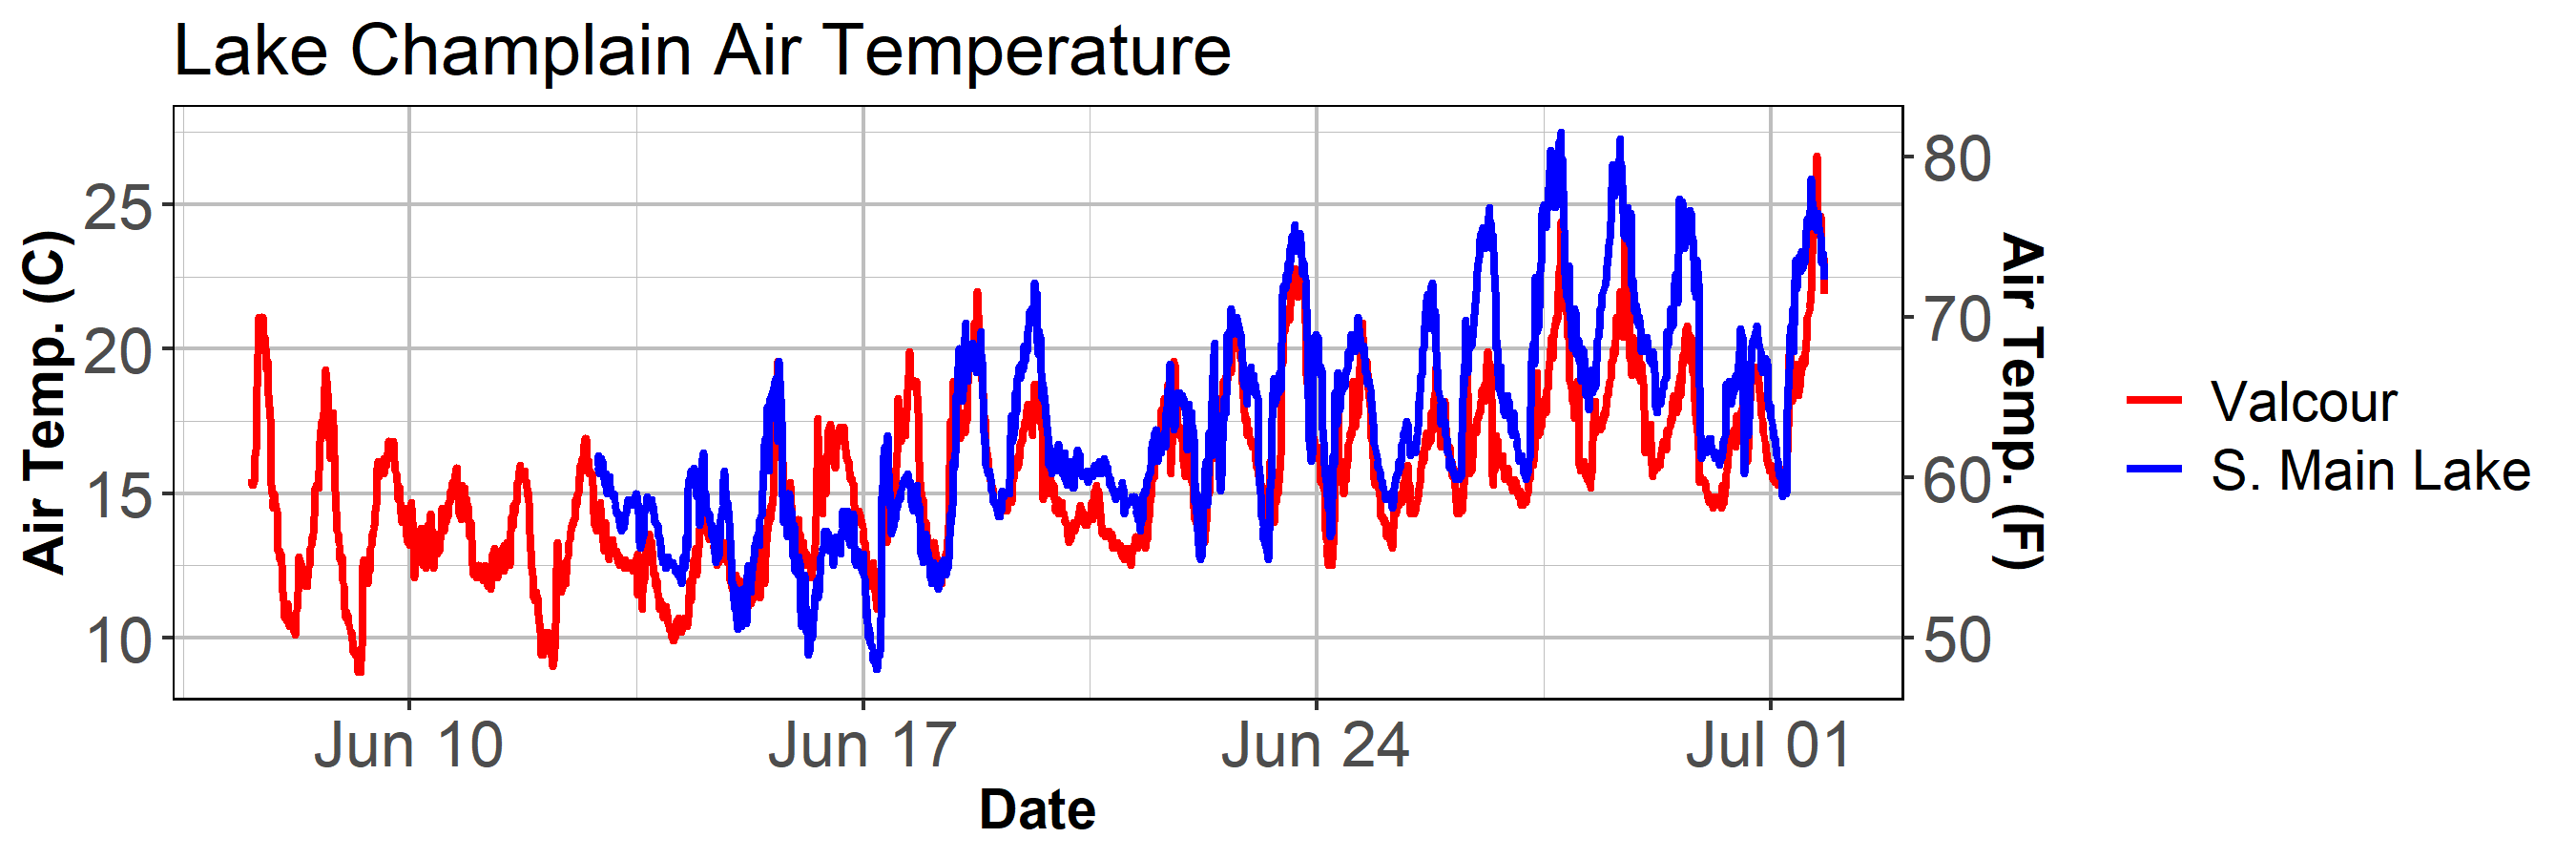 Lake Champlain Air Temperature
Air Temp. (C)
25
20
15
10
80
70
60
50
Air Temp. (F)
Jun 10
Jun 17
Jun 24
Jul 01
Date
Valcour
S. Main Lake